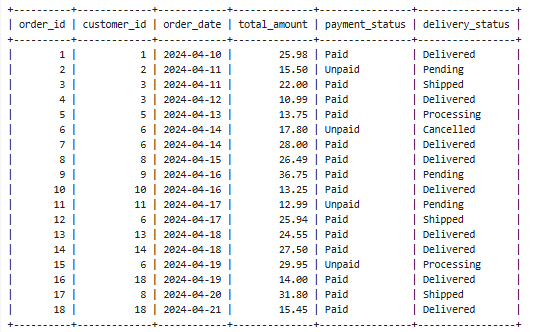 +----------+-------------+------------+--------------+----------------+-----------------+
| order_id | customer_id | order_date | total_amount | payment_status | delivery_status |
+----------+-------------+------------+--------------+----------------+-----------------+
|        1 |           1 | 2024-04-10 |        25.98 | Paid           | Delivered       |
|        2 |           2 | 2024-04-11 |        15.50 | Unpaid         | Pending         |
|        3 |           3 | 2024-04-11 |        22.00 | Paid           | Shipped         |
|        4 |           3 | 2024-04-12 |        10.99 | Paid           | Delivered       |
|        5 |           5 | 2024-04-13 |        13.75 | Paid           | Processing      |
|        6 |           6 | 2024-04-14 |        17.80 | Unpaid         | Cancelled       |
|        7 |           6 | 2024-04-14 |        28.00 | Paid           | Delivered       |
|        8 |           8 | 2024-04-15 |        26.49 | Paid           | Delivered       |
|        9 |           9 | 2024-04-16 |        36.75 | Paid           | Pending         |
|       10 |          10 | 2024-04-16 |        13.25 | Paid           | Delivered       |
|       11 |          11 | 2024-04-17 |        12.99 | Unpaid         | Pending         |
|       12 |           6 | 2024-04-17 |        25.94 | Paid           | Shipped         |
|       13 |          13 | 2024-04-18 |        24.55 | Paid           | Delivered       |
|       14 |          14 | 2024-04-18 |        27.50 | Paid           | Delivered       |
|       15 |           6 | 2024-04-19 |        29.95 | Unpaid         | Processing      |
|       16 |          18 | 2024-04-19 |        14.00 | Paid           | Delivered       |
|       17 |           8 | 2024-04-20 |        31.80 | Paid           | Shipped         |
|       18 |          18 | 2024-04-21 |        15.45 | Paid           | Delivered       |
+----------+-------------+------------+--------------+----------------+-----------------+